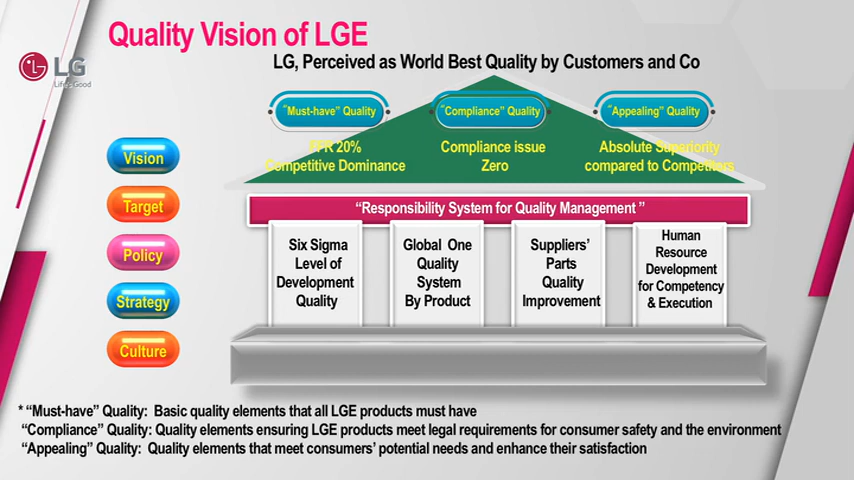 Quality Vision of LGE
LG, Perceived as World Best Quality by Customers and Co
LG
Life's Good
"Must-have" Quality
"Compliance" Quality
"Appealing" Quality
20%
Competitive Dominance
Compliance issue
Zero
Absolute Superiority
compared to Competitors
Vision
Target
Policy
Strategy
Culture
"Responsibility System for Quality Management"
Six Sigma
Level of
Development
Quality
Global One
Quality
System
By Product
Suppliers'
Parts
Quality
Improvement
Human
Resource
Development
for Competency
& Execution
* "Must-have" Quality: Basic quality elements that all LGE products must have
"Compliance" Quality: Quality elements ensuring LGE products meet legal requirements for consumer safety and the environment
"Appealing" Quality: Quality elements that meet consumers' potential needs and enhance their satisfaction